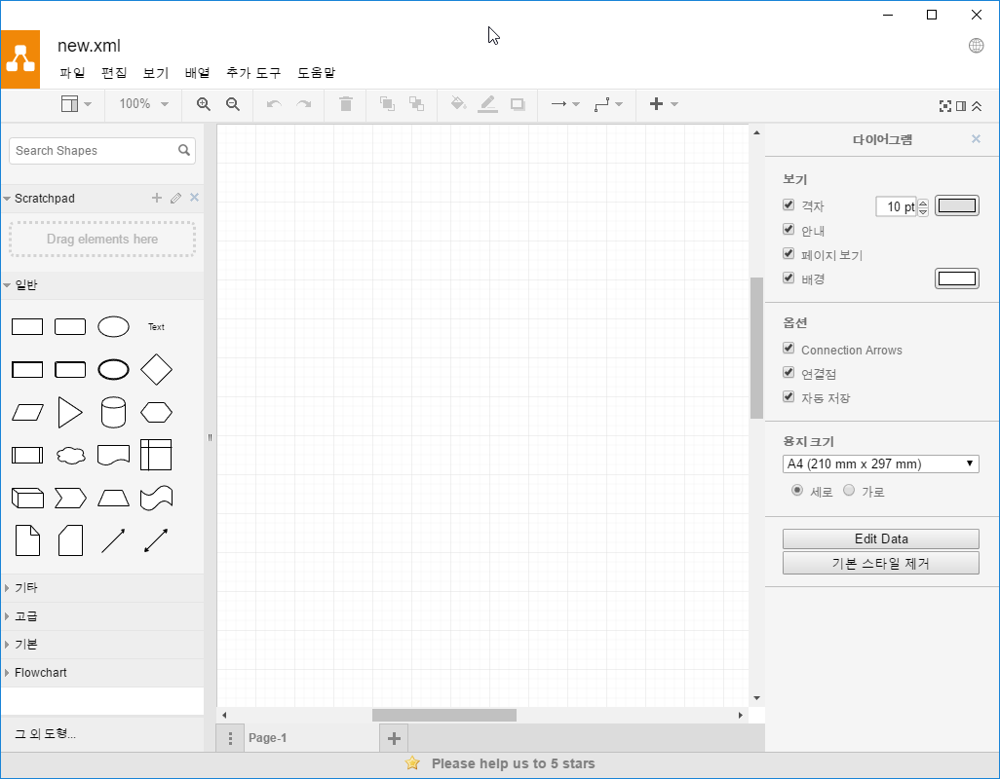 new.xml
파일 편집 보기 배열 추가 도구 도움말
100%
Search Shapes
Scratchpad
Drag elements here
일반
Text
기타
고급
기본
Flowchart
그 외 도형...
Page-1
다이어그램
보기
격자 10 pt
안내
페이지 보기
배경
옵션
Connection Arrows
연결점
자동 저장
용지 크기
A4 (210 mm x 297 mm)
세로 가로
Edit Data
기본 스타일 제거
Please help us to 5 stars